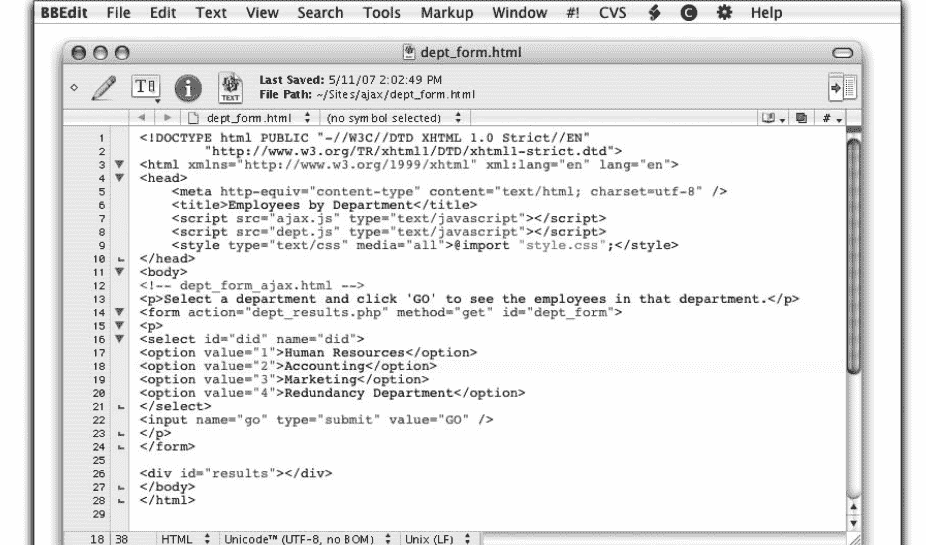 BBEdit File Edit Text View Search Tools Markup Window #! CVS Help
dept_form.html
Last Saved: 5/11/07 2:02:49 PM
File Path: ~/Sites/ajax/dept_form.html
TEXT
dept_form.html (no symbol selected) #
1 <!DOCTYPE html PUBLIC "-//W3C//DTD XHTML 1.0 Strict//EN"
2 "http://www.w3.org/TR/xhtml1/DTD/xhtml1-strict.dtd">
3 <html xmlns="http://www.w3.org/1999/xhtml" xml:lang="en" lang="en">
4 <head>
5 <meta http-equiv="content-type" content="text/html; charset=utf-8" />
6 <title>Employees by Department</title>
7 <script src="ajax.js" type="text/javascript"></script>
8 <script src="dept.js" type="text/javascript"></script>
9 <style type="text/css" media="all">@import "style.css";</style>
10 </head>
11 <body>
12 <!-- dept_form_ajax.html -->
13 <p>Select a department and click 'GO' to see the employees in that department.</p>
14 <form action="dept_results.php" method="get" id="dept_form">
15 <p>
16 <select id="did" name="did">
17 <option value="1">Human Resources</option>
18 <option value="2">Accounting</option>
19 <option value="3">Marketing</option>
20 <option value="4">Redundancy Department</option>
21 </select>
22 <input name="go" type="submit" value="GO" />
23 </p>
24 </form>
25
26 <div id="results"></div>
27 </body>
28 </html>
29
18 38 HTML Unicode™ (UTF-8, no BOM) Unix (LF)